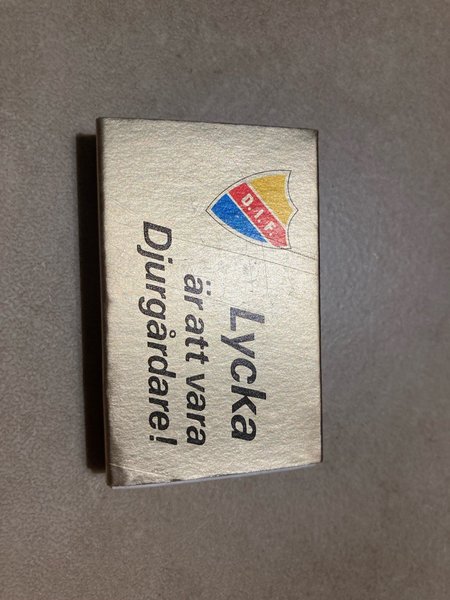 D.I.F.
Lycka
är att vara
Djurgårdare!